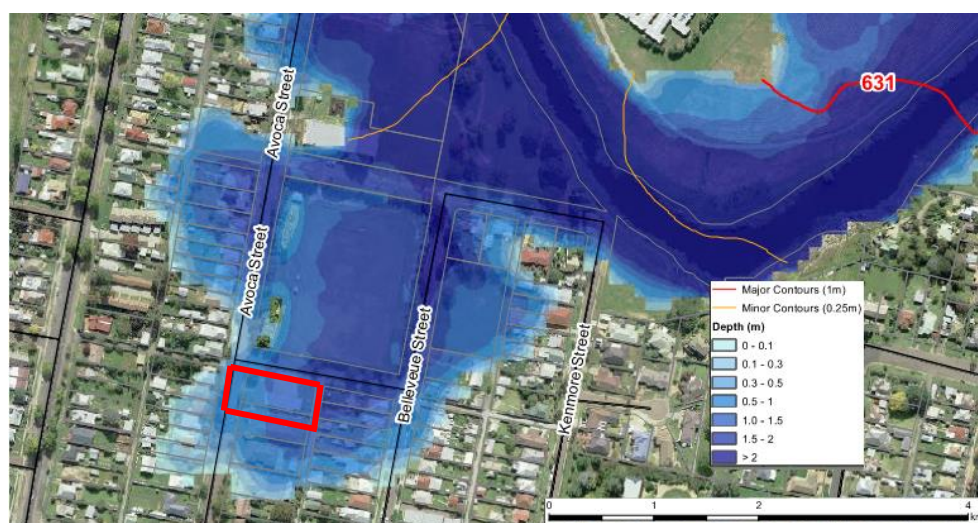 631
Avoca Street
Avoca Street
Bellevue Street
Kenmore Street
Major Contours (1m)
Minor Contours (0.25m)
Depth (m)
0 - 0.1
0.1 - 0.3
0.3 - 0.5
0.5 - 1
1.0 - 1.5
1.5 - 2
> 2
0 1 2 4